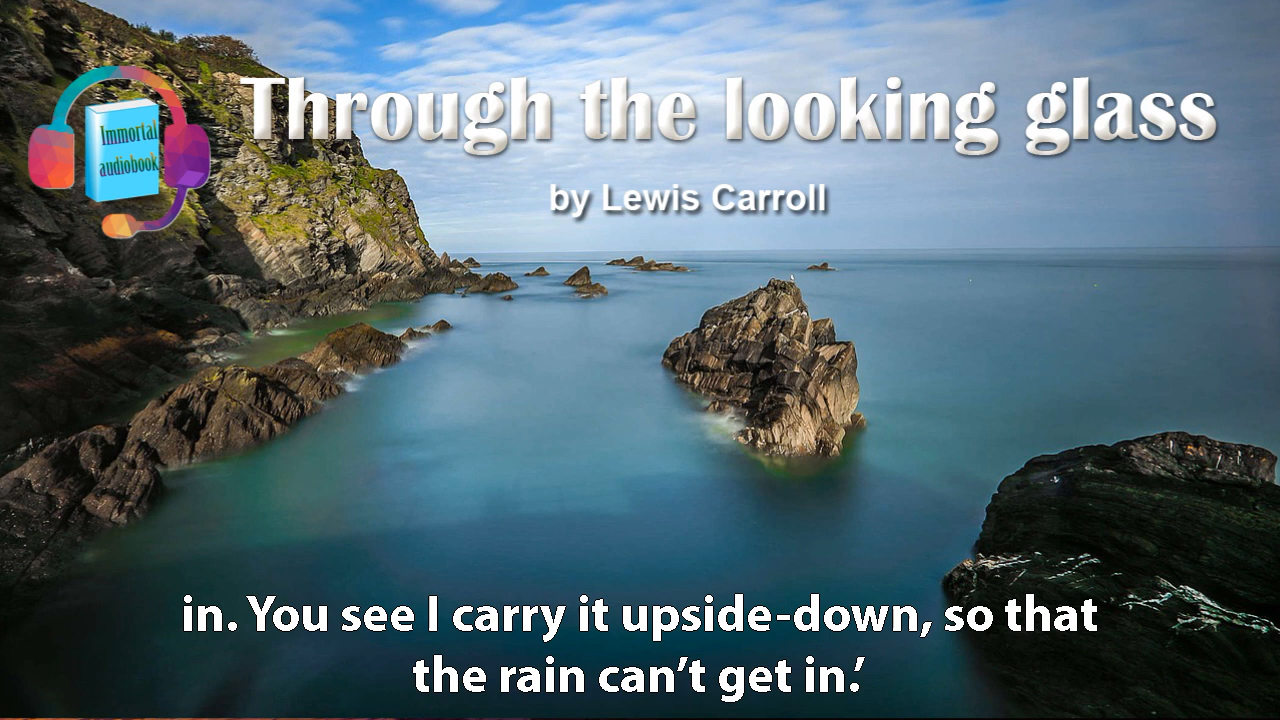 Immortal
audiobook
Through the looking glass
by Lewis Carroll
in. You see I carry it upside-down, so that
the rain can’t get in.’